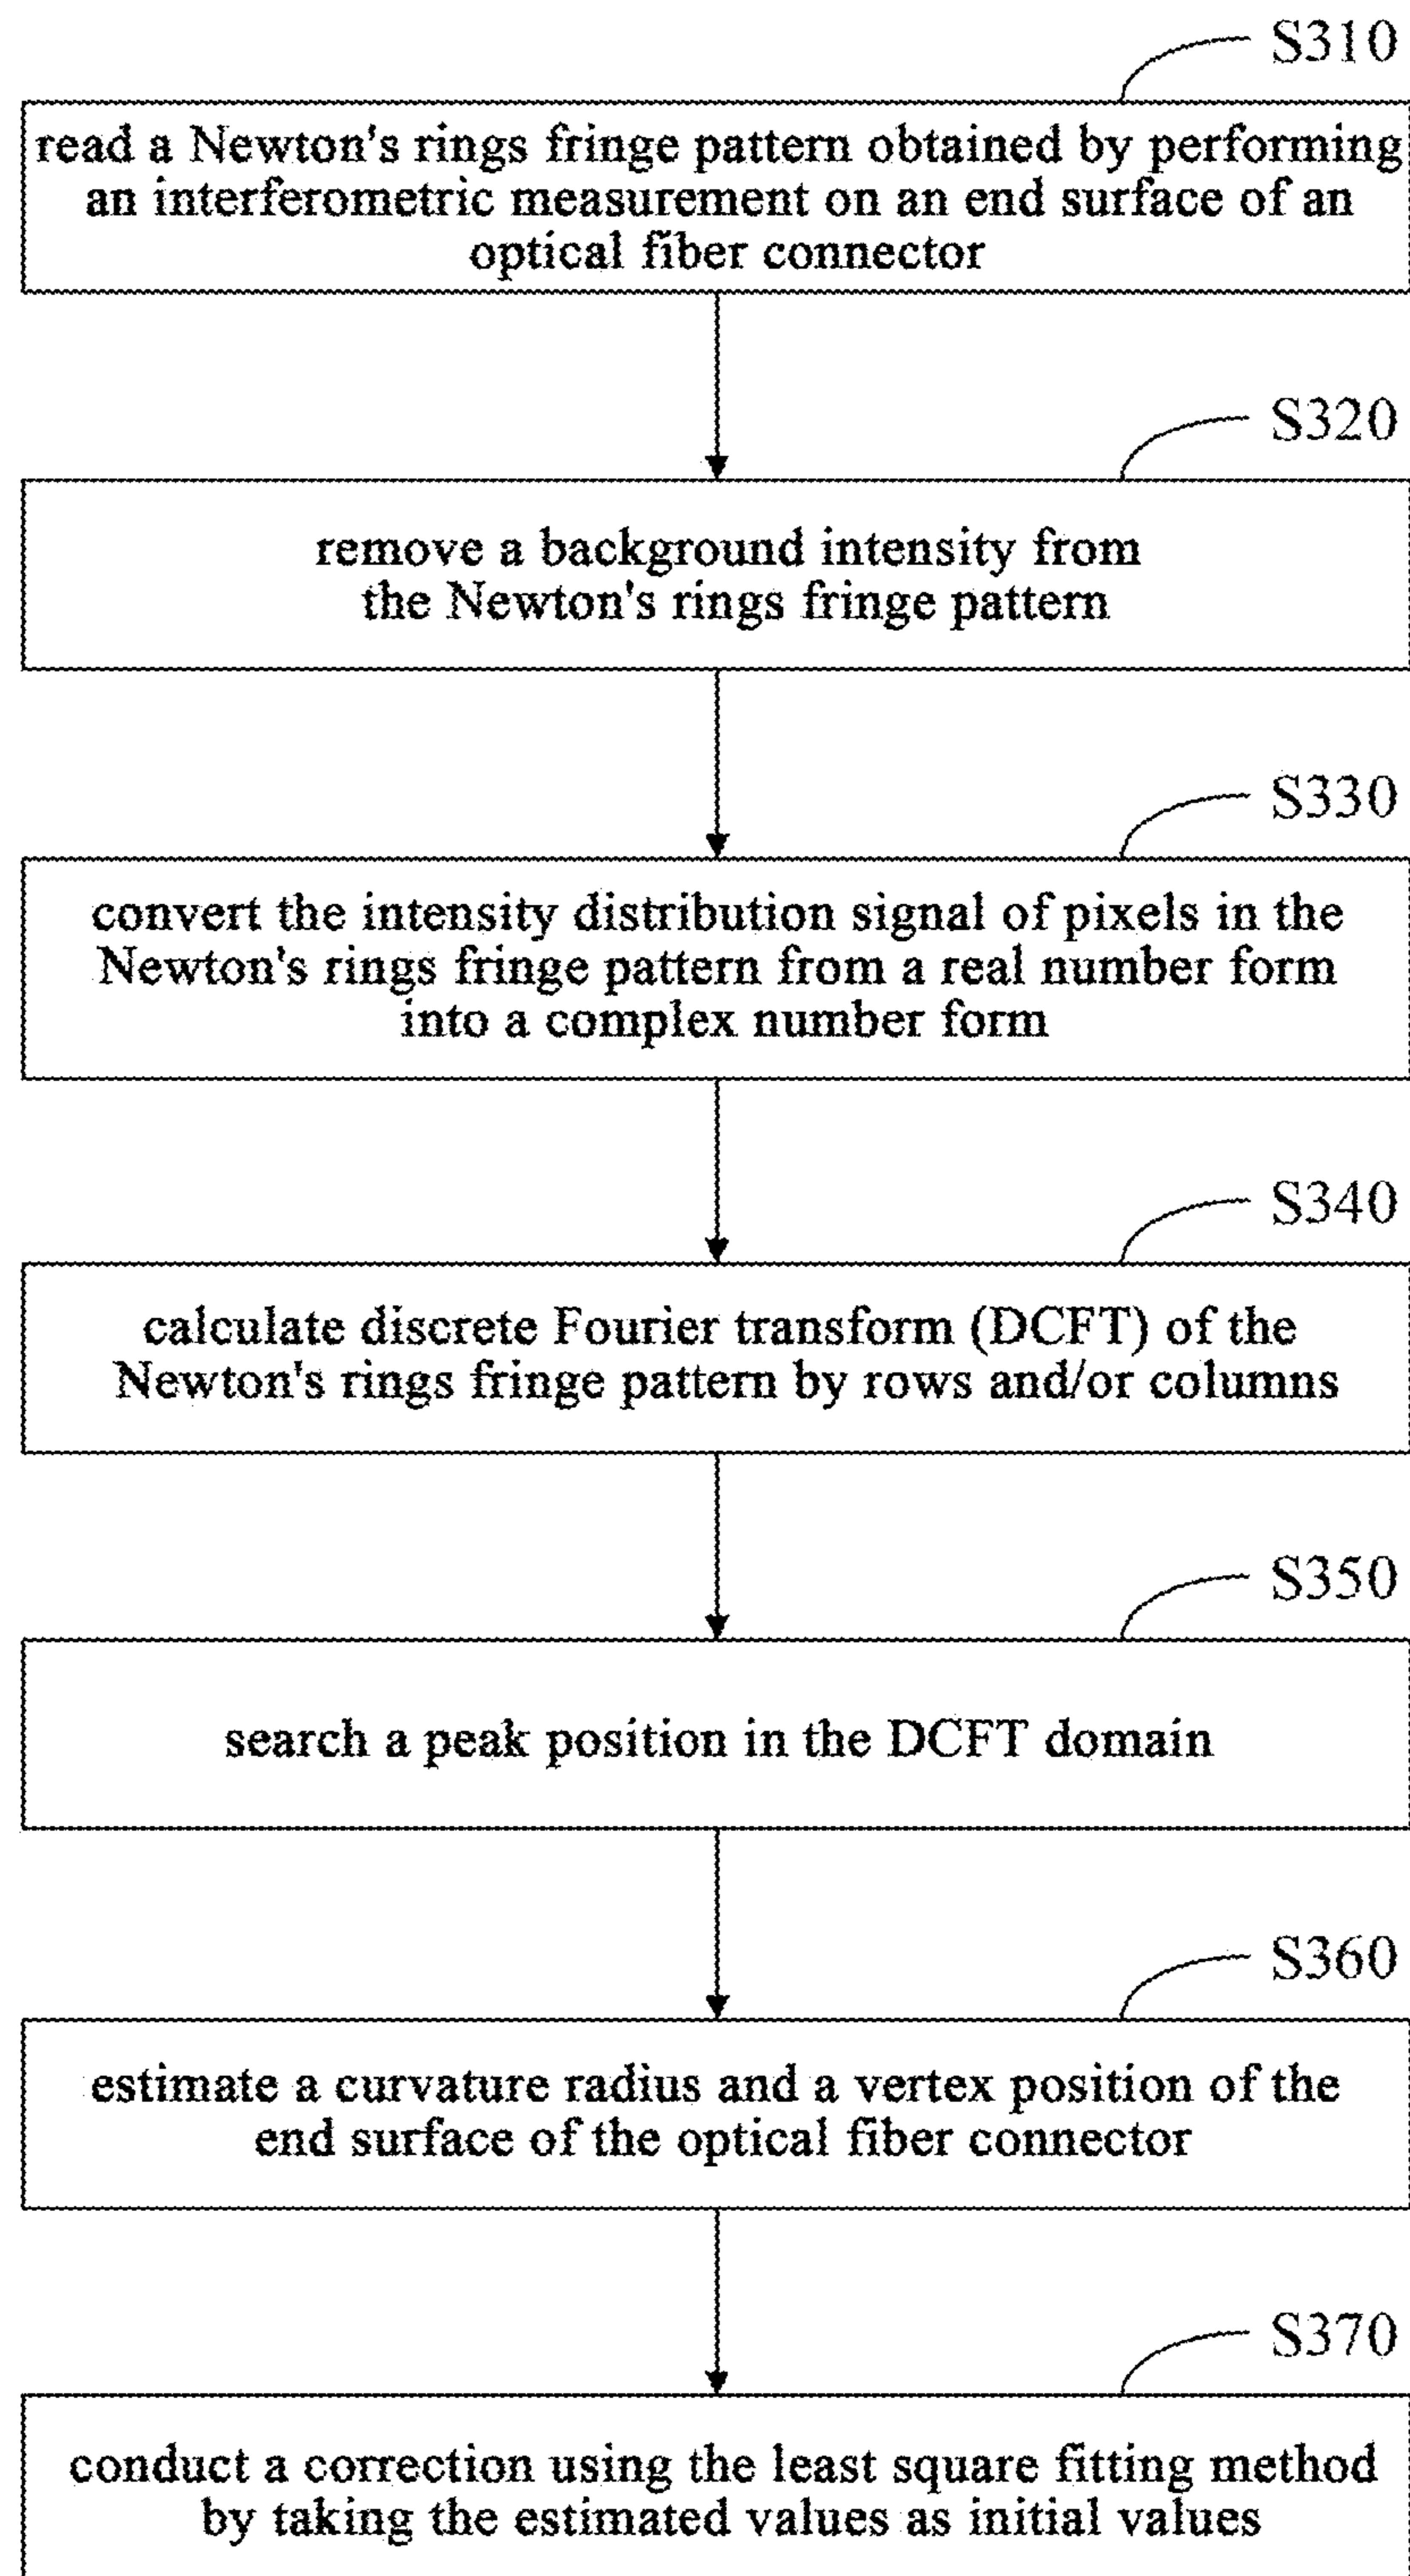 S310
read a Newton's rings fringe pattern obtained by performing
an interferometric measurement on an end surface of an
optical fiber connector
S320
remove a background intensity from
the Newton's rings fringe pattern
S330
convert the intensity distribution signal of pixels in the
Newton's rings fringe pattern from a real number form
into a complex number form
S340
calculate discrete Fourier transform (DCFT) of the
Newton's rings fringe pattern by rows and/or columns
S350
search a peak position in the DCFT domain
S360
estimate a curvature radius and a vertex position of the
end surface of the optical fiber connector
S370
conduct a correction using the least square fitting method
by taking the estimated values as initial values